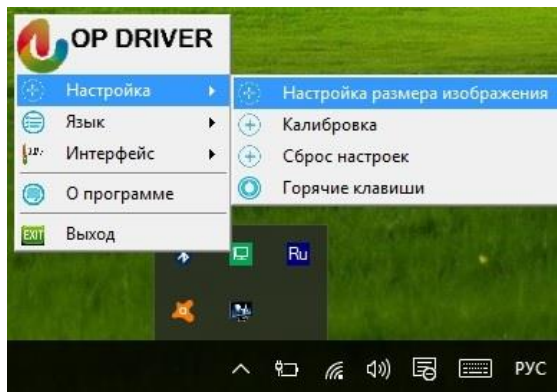 OP DRIVER
Настройка
Язык
Интерфейс
О программе
EXIT Выход
Настройка размера изображения
Калибровка
Сброс настроек
Горячие клавиши
Ru
РУС